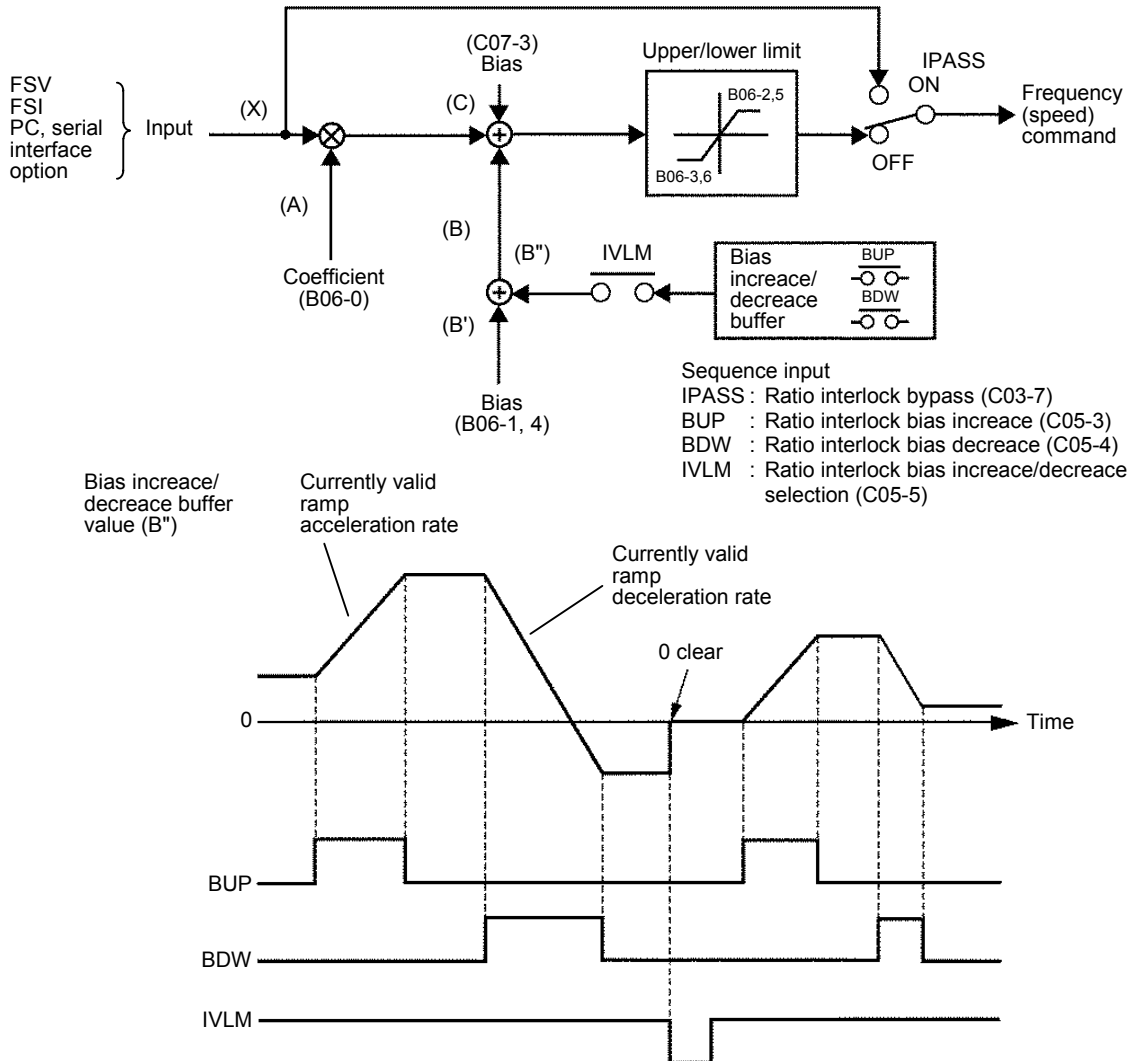 (C07-3)
Bias
Upper/lower limit
IPASS
ON
FSV
FSI
PC, serial
interface
option
Input
(X)
(C)
B06-2,5
B06-3,6
Frequency
(speed)
command
OFF
(A)
(B)
(B")
IVLM
Coefficient
(B06-0)
Bias
increace/
decreace
buffer
BUP
BDW
(B')
Bias
(B06-1, 4)
Sequence input
IPASS : Ratio interlock bypass (C03-7)
BUP : Ratio interlock bias increace (C05-3)
BDW : Ratio interlock bias decreace (C05-4)
IVLM : Ratio interlock bias increace/decreace
selection (C05-5)
Bias increace/
decreace buffer
value (B")
Currently valid
ramp
acceleration rate
Currently valid
ramp
deceleration rate
0 clear
0
Time
BUP
BDW
IVLM